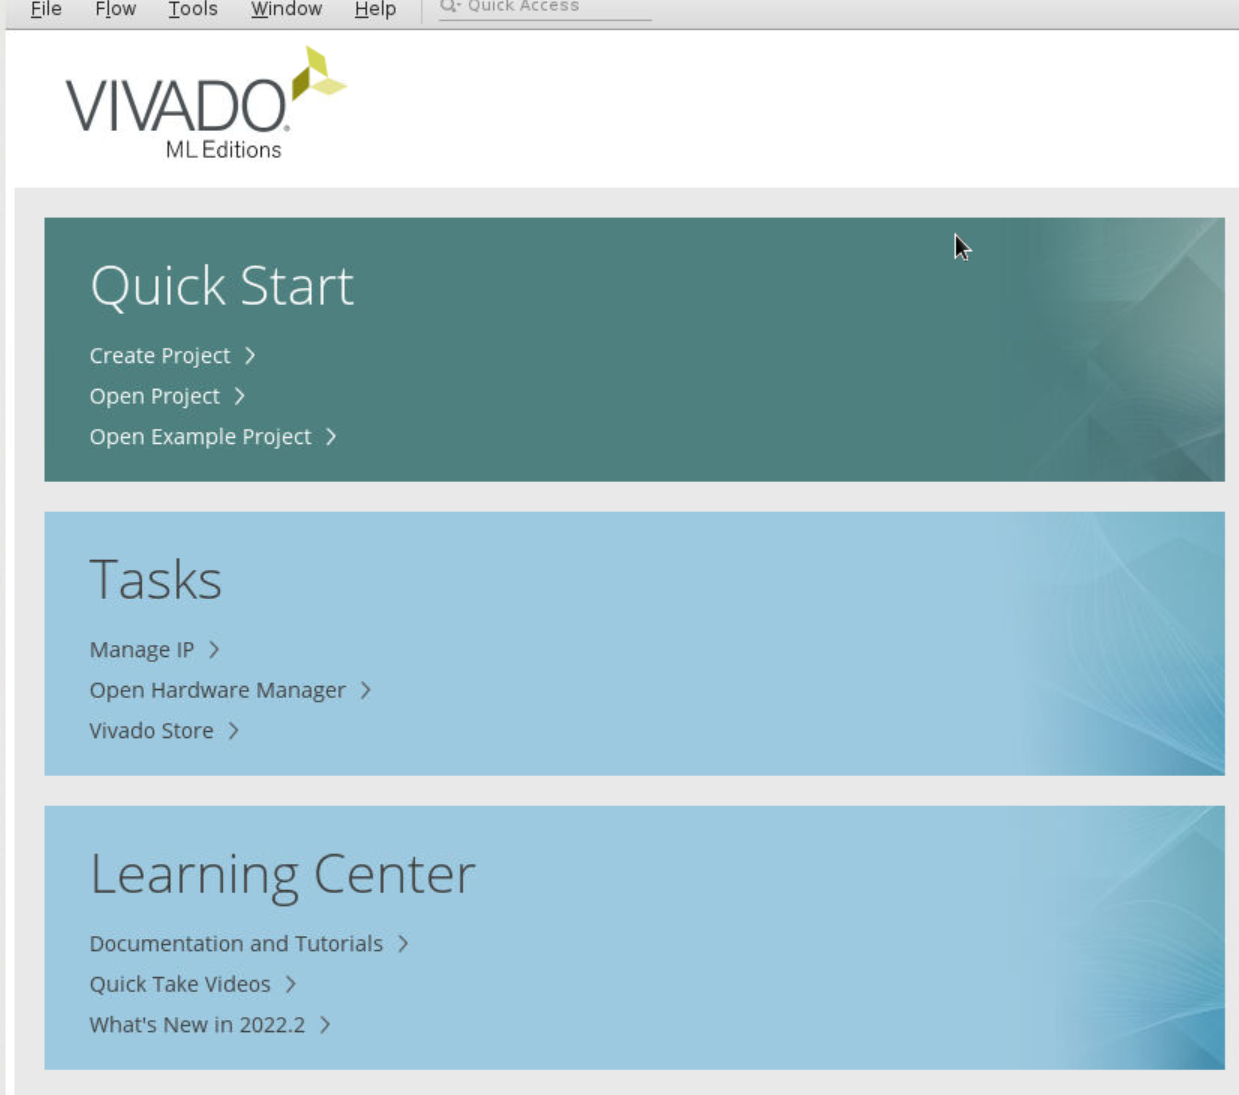 File Flow Tools Window Help Quick Access
VIVADO.
ML Editions
Quick Start
Create Project
Open Project
Open Example Project
Tasks
Manage IP
Open Hardware Manager
Vivado Store
Learning Center
Documentation and Tutorials
Quick Take Videos
What's New in 2022.2